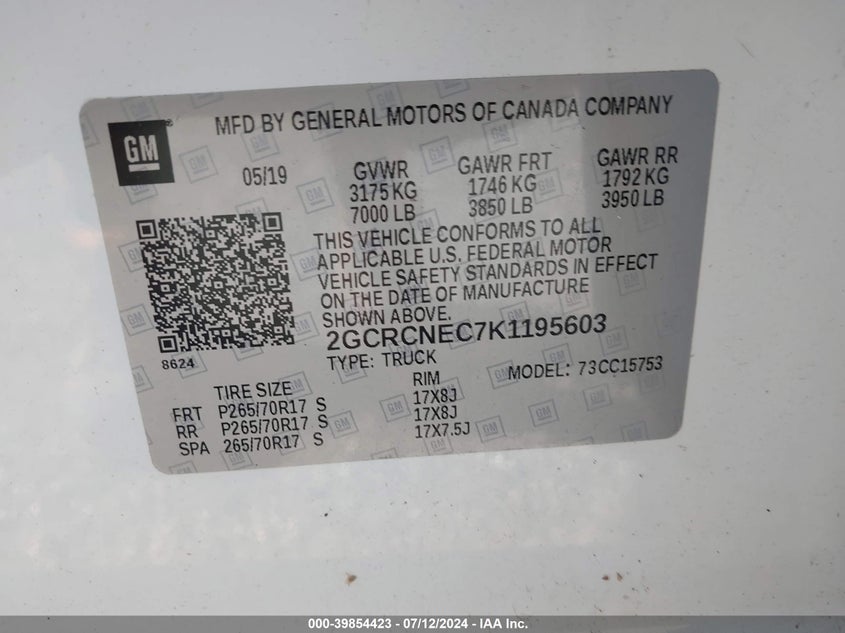 GM
MFD BY GENERAL MOTORS OF CANADA COMPANY
05/19
GVWR
3175 KG
7000 LB
GAWR FRT
1746 KG
3850 LB
GAWR RR
1792 KG
3950 LB
THIS VEHICLE CONFORMS TO ALL
APPLICABLE U.S. FEDERAL MOTOR
VEHICLE SAFETY STANDARDS IN EFFECT
ON THE DATE OF MANUFACTURE
SHOWN ABOVE.
2GCRCNEC7K1195603
8624
TYPE: TRUCK
MODEL: 73CC15753
TIRE SIZE RIM
FRT P265/70R17 S 17X8J
RR P265/70R17 S 17X8J
SPA 265/70R17 S 17X7.5J
000-39854423 - 07/12/2024 - IAA Inc.